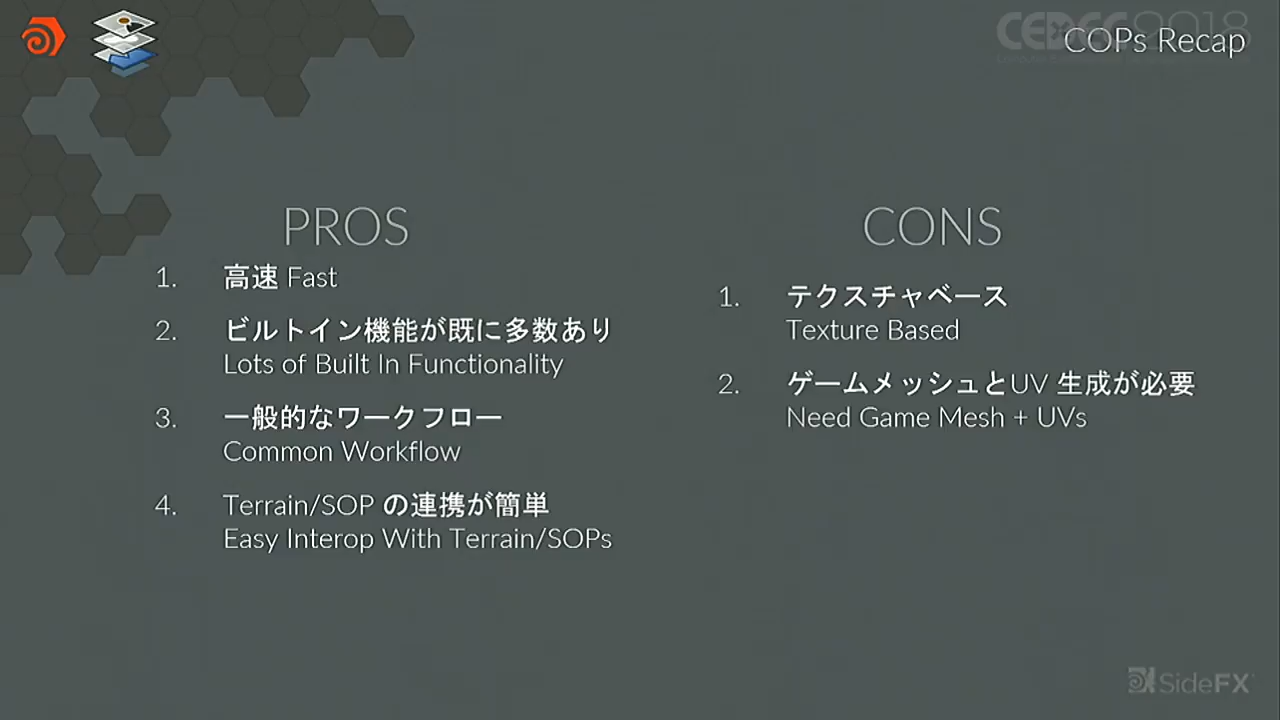 CEDEC2018
COPs Recap
PROS
1. 高速 Fast
2. ビルトイン機能が既に多数あり
Lots of Built In Functionality
3. 一般的なワークフロー
Common Workflow
4. Terrain/SOP の連携が簡単
Easy Interop With Terrain/SOPs
CONS
1. テクスチャベース
Texture Based
2. ゲームメッシュとUV 生成が必要
Need Game Mesh + UVs
SideFX